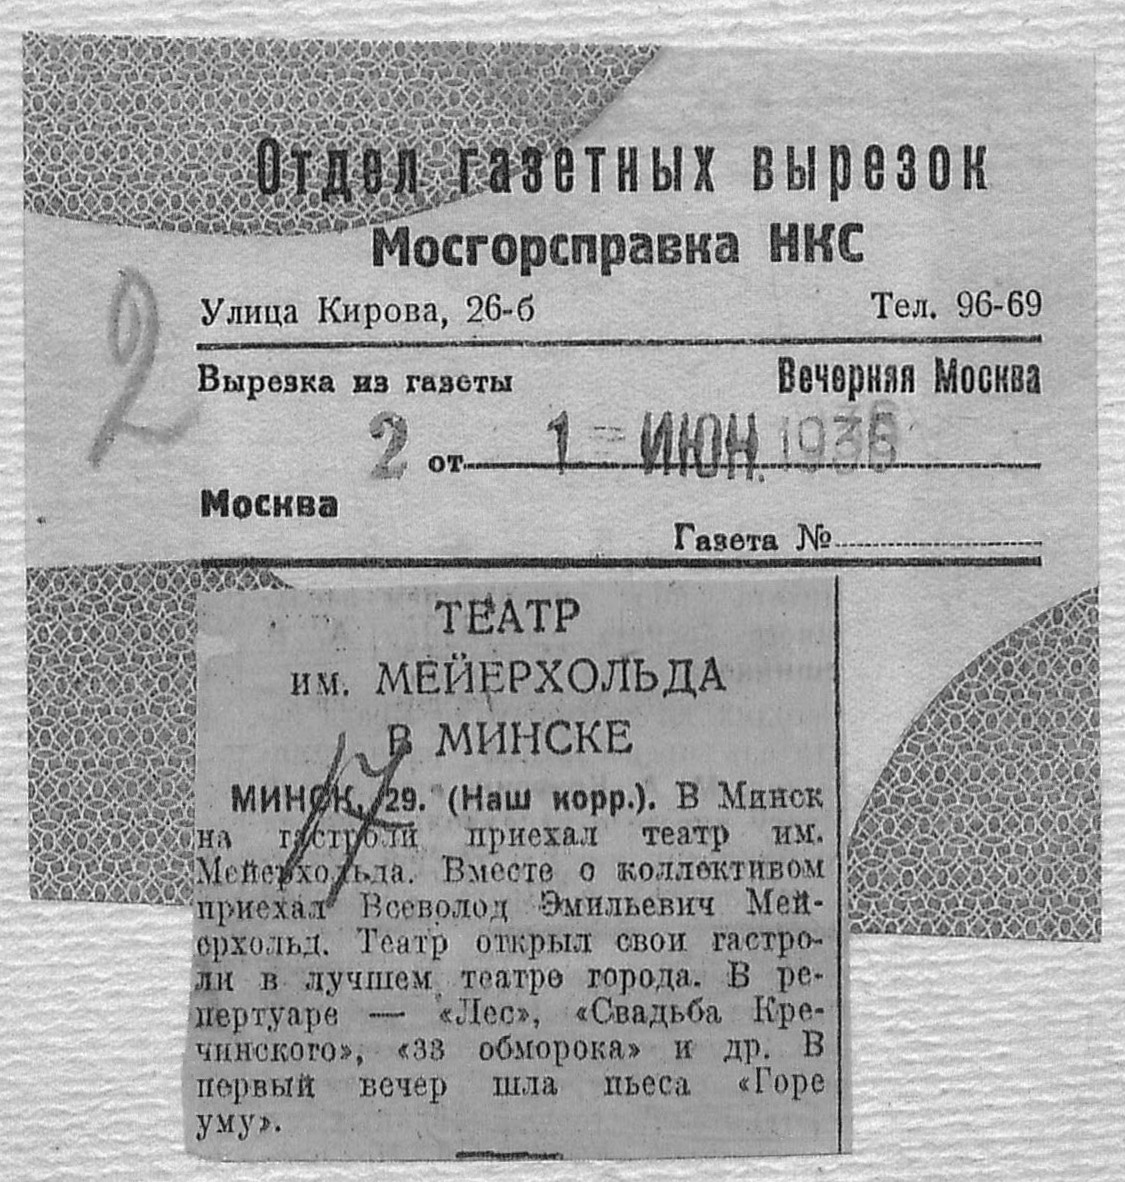 Отдел газетных вырезок
Мосгорсправка НКС
2
Улица Кирова, 26-б Тел. 96-69
Вырезка из газеты Вечерняя Москва
2 от 1 - ИЮН. 1936
Москва
Газета №
ТЕАТР
им. МЕЙЕРХОЛЬДА
В МИНСКЕ
17
МИНСК, 29. (Наш корр.). В Минск
на гастроли приехал театр им.
Мейерхольда. Вместе с коллективом
приехал Всеволод Эмильевич Мей-
ерхольд. Театр открыл свои гастро-
ли в лучшем театре города. В ре-
пертуаре — «Лес», «Свадьба Кре-
чинского», «33 обморока» и др. В
первый вечер шла пьеса «Горе
уму».